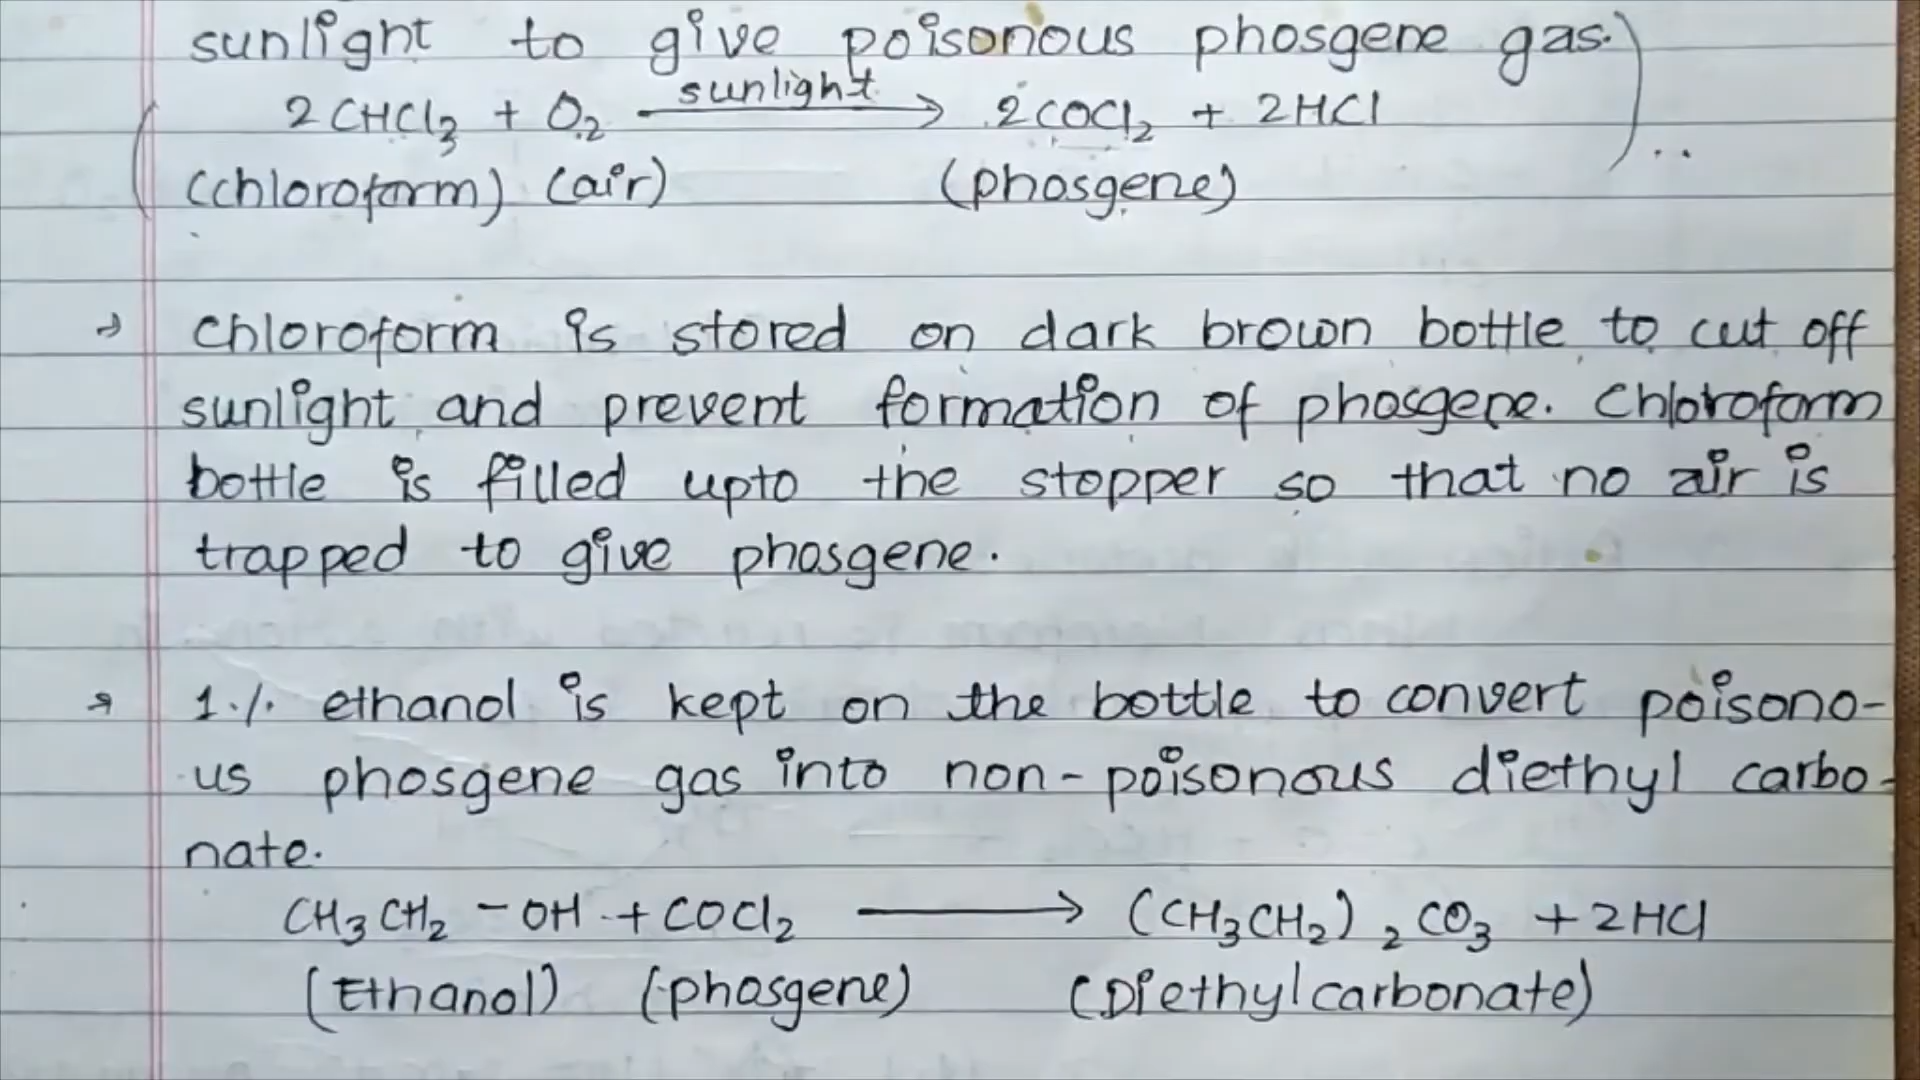 sunlight to give poisonous phosgene gas.
2CHCl₃ + O₂ sunlight → 2COCl₂ + 2HCl
(chloroform) (air) (phosgene)
→ Chloroform is stored on dark brown bottle to cut off
sunlight and prevent formation of phosgene. Chloroform
bottle is filled upto the stopper so that no air is
trapped to give phosgene.
→ 1.% ethanol is kept on the bottle to convert poisono-
us phosgene gas into non-poisonous diethyl carbo-
nate.
CH₃CH₂ - OH + COCl₂ → (CH₃CH₂)₂CO₃ + 2HCl
(Ethanol) (phosgene) (Diethylcarbonate)